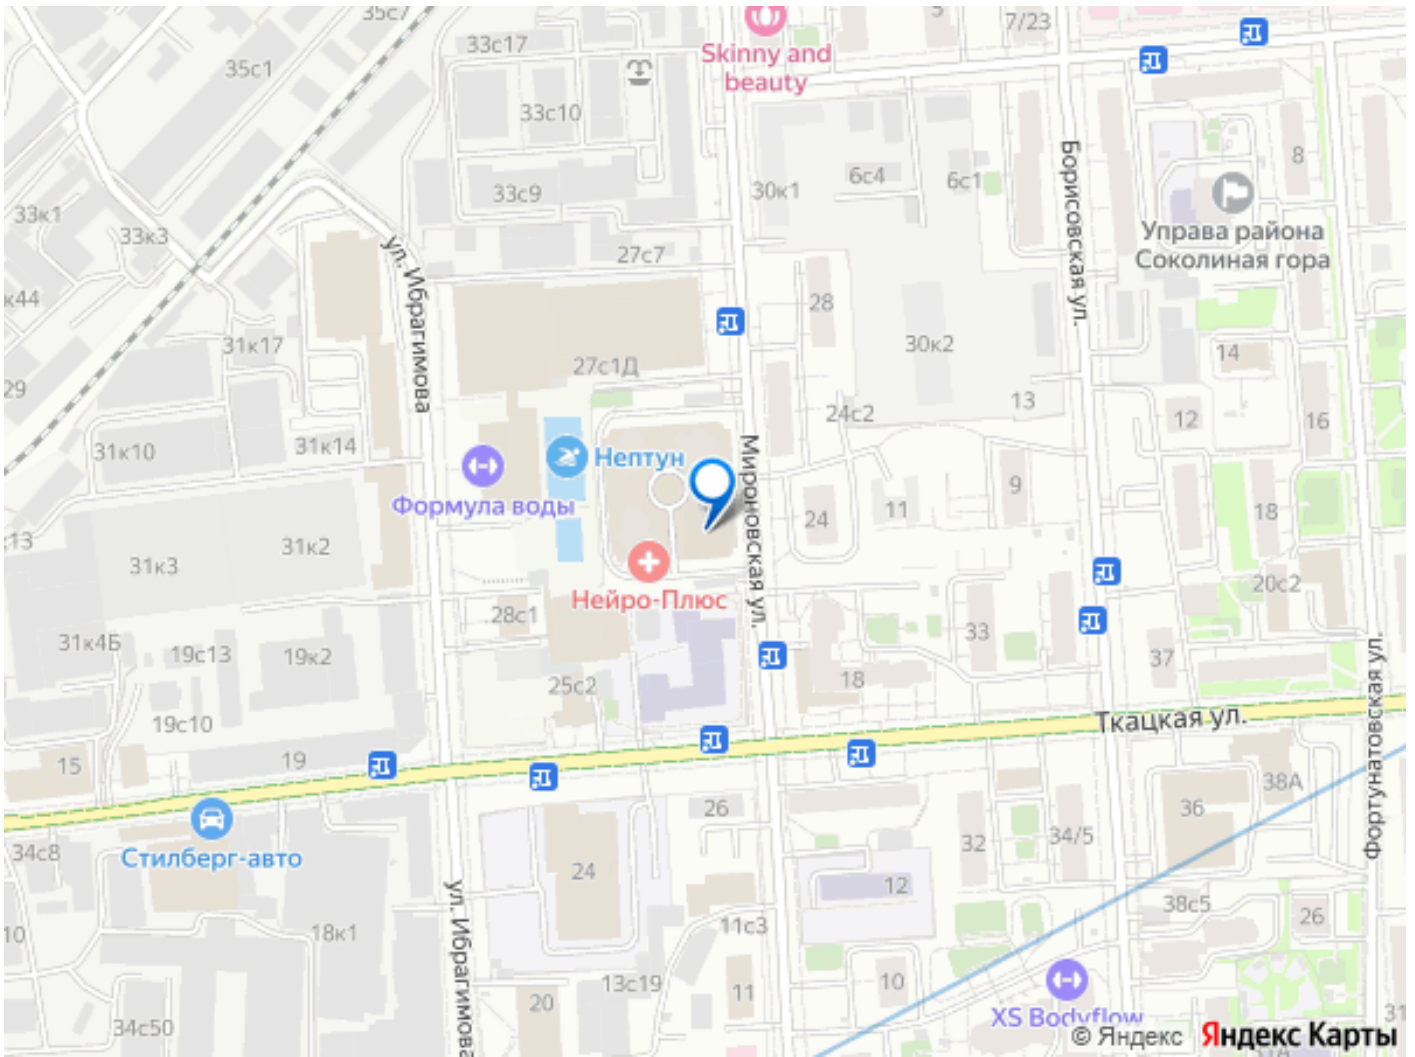 35с7
33с17
Skinny and
beauty
5
7/23
35с1
33с10
Борисовская ул.
8
30к1
6с4
6с1
33с9
33к1
33к3
Управа района
Соколиная гора
ул. Ибрагимова
27с7
к44
28
31к17
30к2
14
27с1Д
29
13
24с2
12
16
31к10
31к14
Нептун
Мироновская ул.
Формула воды
9
11
24
18
13
31к2
31к3
Нейро-Плюс
20с2
28с1
31к4Б
19с13
19к2
33
37
25с2
18
Фортунатовская ул.
19с10
Ткацкая ул.
15
19
38А
26
36
34с8
Стилберг-авто
32
34/5
24
12
ул. Ибрагимова
38с5
26
10
18к1
11с3
13с19
10
11
20
34с50
XS Bodyflow
31
© Яндекс Яндекс Карты